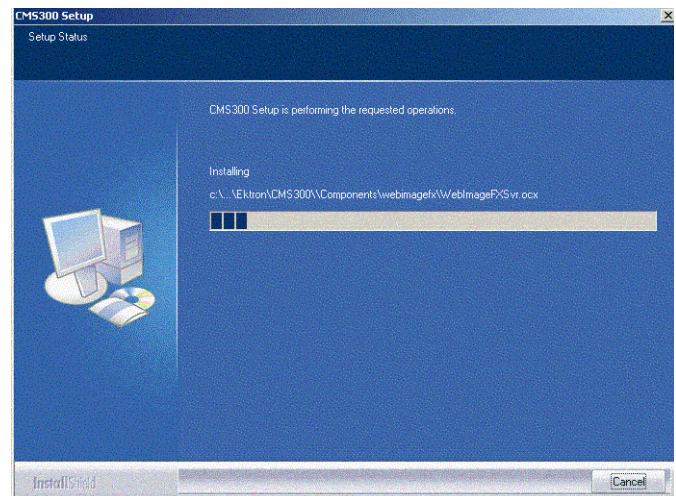 CMS300 Setup
Setup Status
CMS300 Setup is performing the requested operations.
Installing
c:\...\Ektron\CMS300\\Components\webimagefx\WebImageFXSvr.ocx
InstallShield
Cancel